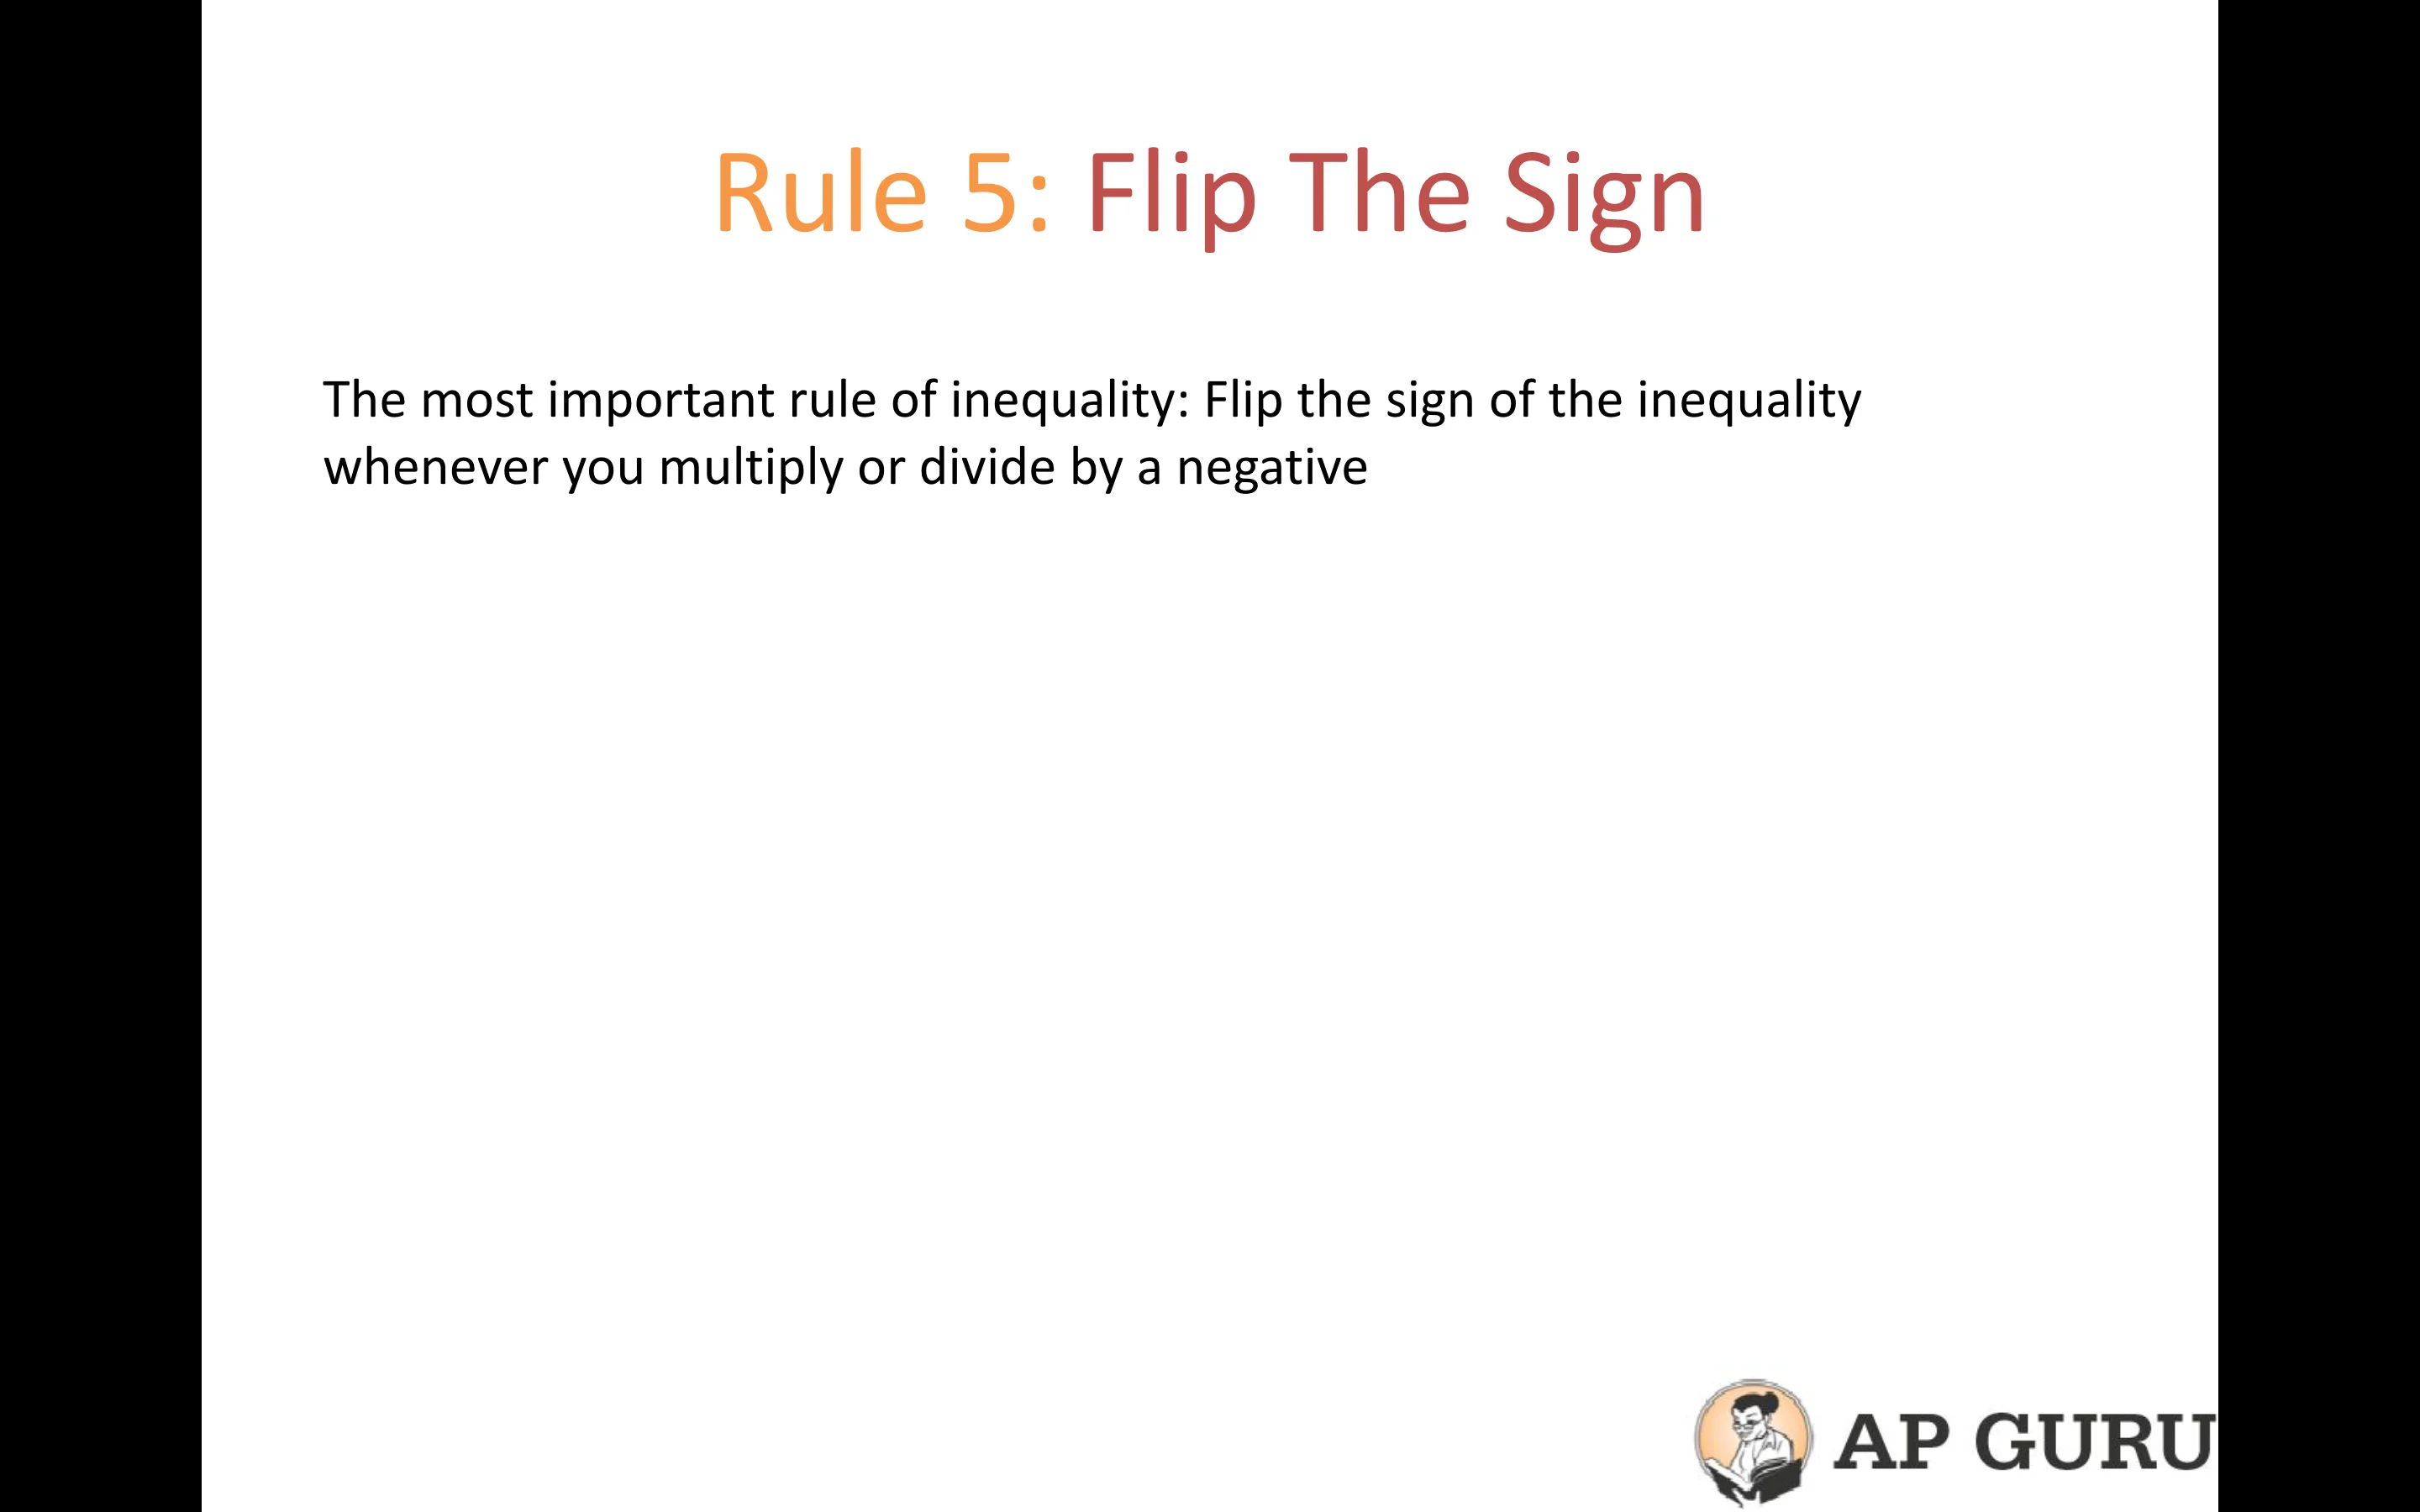 Rule 5: Flip The Sign
The most important rule of inequality: Flip the sign of the inequality
whenever you multiply or divide by a negative
AP GURU